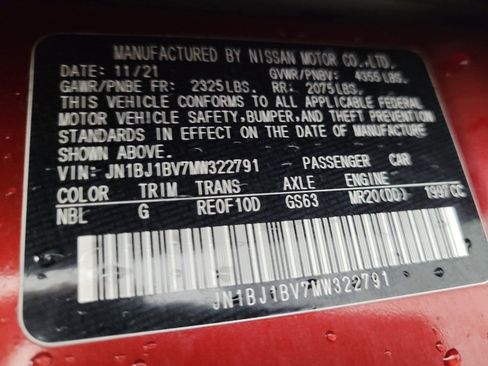 MANUFACTURED BY NISSAN MOTOR CO.,LTD.
DATE: 11/21 GVWR/PNBV: 4355 LBS.
GAWR/PNBE FR: 2325 LBS. RR: 2075 LBS.
THIS VEHICLE CONFORMS TO ALL APPLICABLE FEDERAL
MOTOR VEHICLE SAFETY, BUMPER, AND THEFT PREVENTION
STANDARDS IN EFFECT ON THE DATE OF MANUFACTURE
SHOWN ABOVE.
VIN: JN1BJ1BV7MW322791 PASSENGER CAR
COLOR TRIM TRANS AXLE ENGINE
NBL G RE0F10D GS63 MR20(DD) 1997 CC
JN1BJ1BV7MW322791